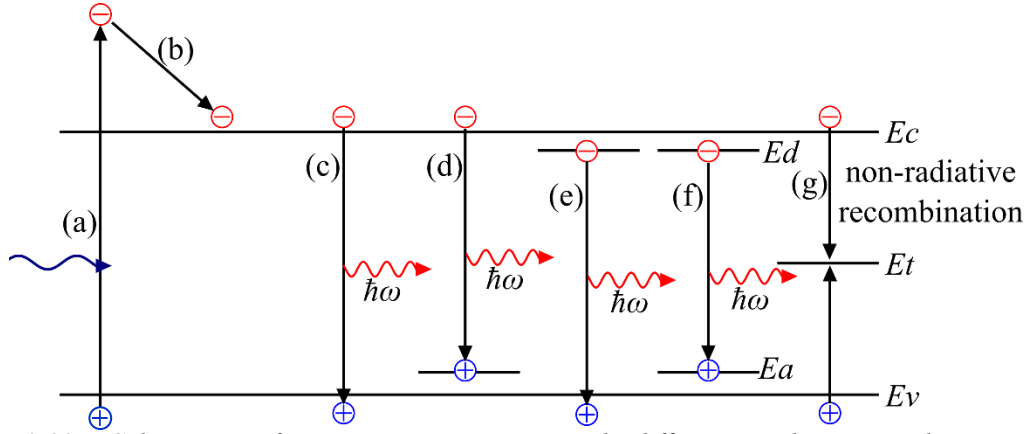 (b)
Ec
(c)
(d)
Ed
(e)
(f)
(g)
non-radiative
recombination
(a)
Et
ħω
ħω
ħω
ħω
Ea
Ev